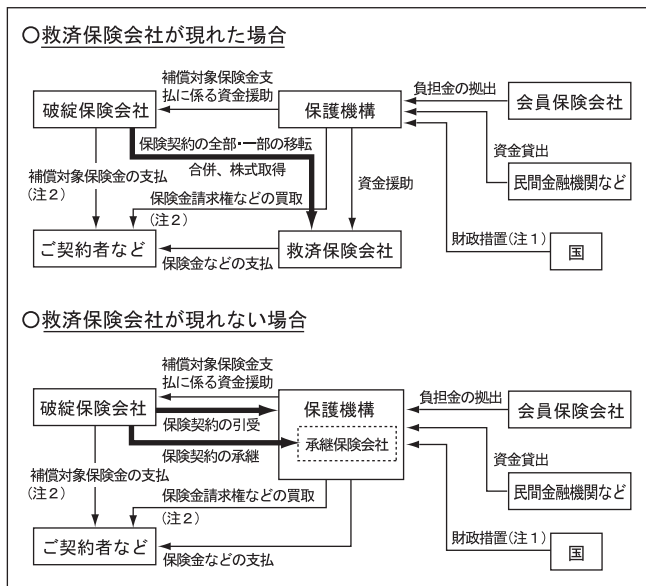 ○救済保険会社が現れた場合
補償対象保険金支
払に係る資金援助
負担金の拠出
破綻保険会社
保護機構
会員保険会社
保険契約の全部・一部の移転
合併、株式取得
資金貸出
補償対象保険金の支払
(注2)
保険金請求権などの買取
(注2)
資金援助
民間金融機関など
財政措置(注1)
ご契約者など
救済保険会社
国
保険金などの支払
○救済保険会社が現れない場合
補償対象保険金支
払に係る資金援助
負担金の拠出
破綻保険会社
保護機構
会員保険会社
保険契約の引受
承継保険会社
保険契約の承継
資金貸出
補償対象保険金の支払
(注2)
保険金請求権などの買取
(注2)
民間金融機関など
財政措置(注1)
ご契約者など
国
保険金などの支払